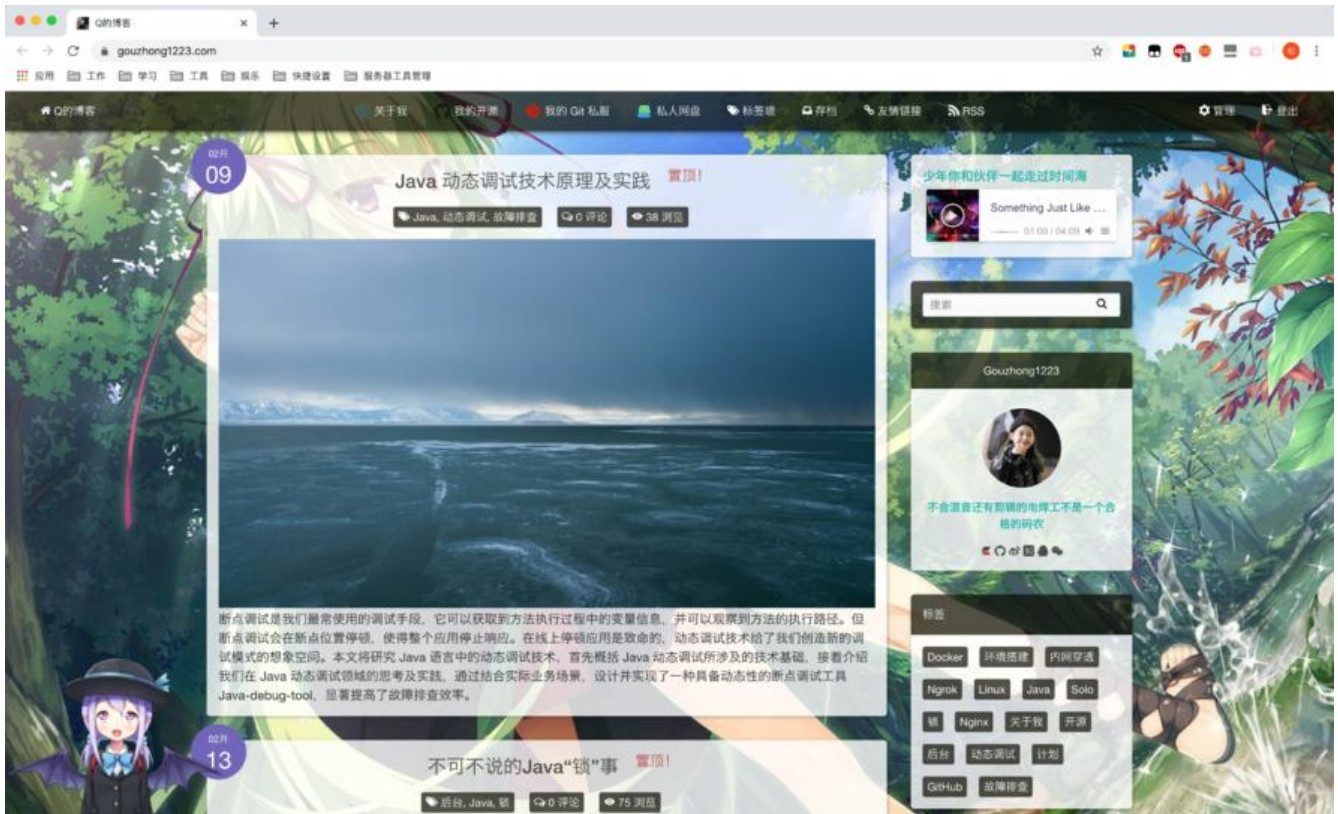 Q的博客
gouzhong1223.com
应用 工作 学习 工具 娱乐 快捷设置 服务器工具管理
Q的博客 关于我 我的开源 我的 Git 私服 私人网盘 标签墙 存档 友情链接 RSS 管理 登出
02月
09
Java 动态调试技术原理及实践 置顶!
Java, 动态调试, 故障排查 0 评论 38 浏览
断点调试是我们最常使用的调试手段，它可以获取到方法执行过程中的变量信息，并可以观察到方法的执行路径。但
断点调试会在断点位置停顿，使得整个应用停止响应。在线上停顿应用是致命的，动态调试技术给了我们创造新的调
试模式的想象空间。本文将研究 Java 语言中的动态调试技术，首先概括 Java 动态调试所涉及的技术基础，接着介绍
我们在 Java 动态调试领域的思考及实践，通过结合实际业务场景，设计并实现了一种具备动态性的断点调试工具
Java-debug-tool，显著提高了故障排查效率。
02月
13
不可不说的Java“锁”事 置顶!
后台, Java, 锁 0 评论 75 浏览
少年你和伙伴一起走过时间海
Something Just Like ...
01:09 / 04:09
搜索
Gouzhong1223
不会混音还有剪辑的电焊工不是一个合
格的码农
标签
Docker 环境搭建 内网穿透
Ngrok Linux Java Solo
锁 Nginx 关于我 开源
后台 动态调试 计划
GitHub 故障排查